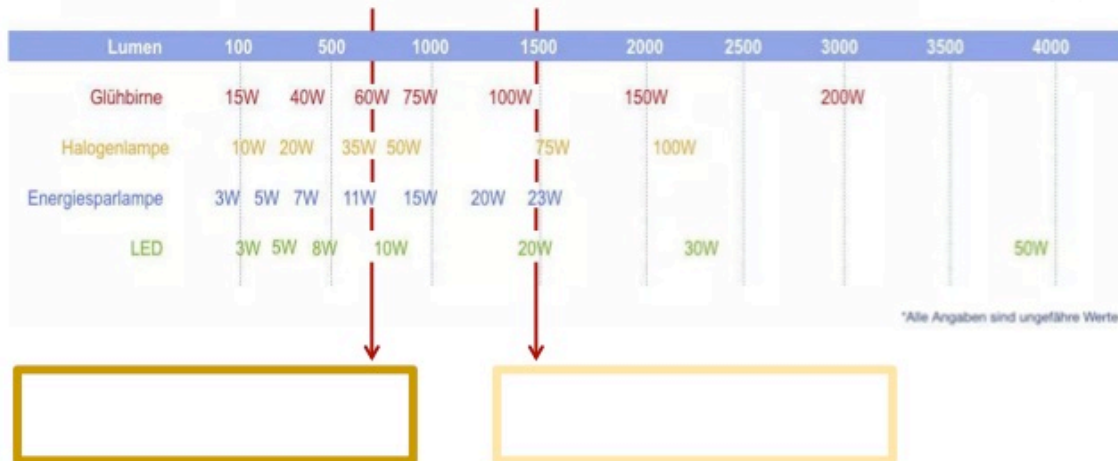 Lumen 100 500 1000 1500 2000 2500 3000 3500 4000
Glühbirne 15W 40W 60W 75W 100W 150W 200W
Halogenlampe 10W 20W 35W 50W 75W 100W
Energiesparlampe 3W 5W 7W 11W 15W 20W 23W
LED 3W 5W 8W 10W 20W 30W 50W
*Alle Angaben sind ungefähre Werte